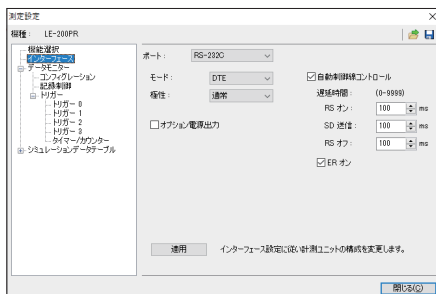 測定設定
機種： LE-200PR
機能選択
インターフェース
データモニター
コンフィグレーション
記録制御
トリガー
トリガー 0
トリガー 1
トリガー 2
トリガー 3
タイマー/カウンター
シミュレーションデータテーブル
ポート： RS-232C
モード： DTE
極性： 通常
オプション電源出力
自動制御線コントロール
遅延時間： (0-9999)
RS オン： 100 ms
SD 送信： 100 ms
RS オフ： 100 ms
ER オン
適用 インターフェース設定に従い計測ユニットの構成を変更します。
閉じる(C)